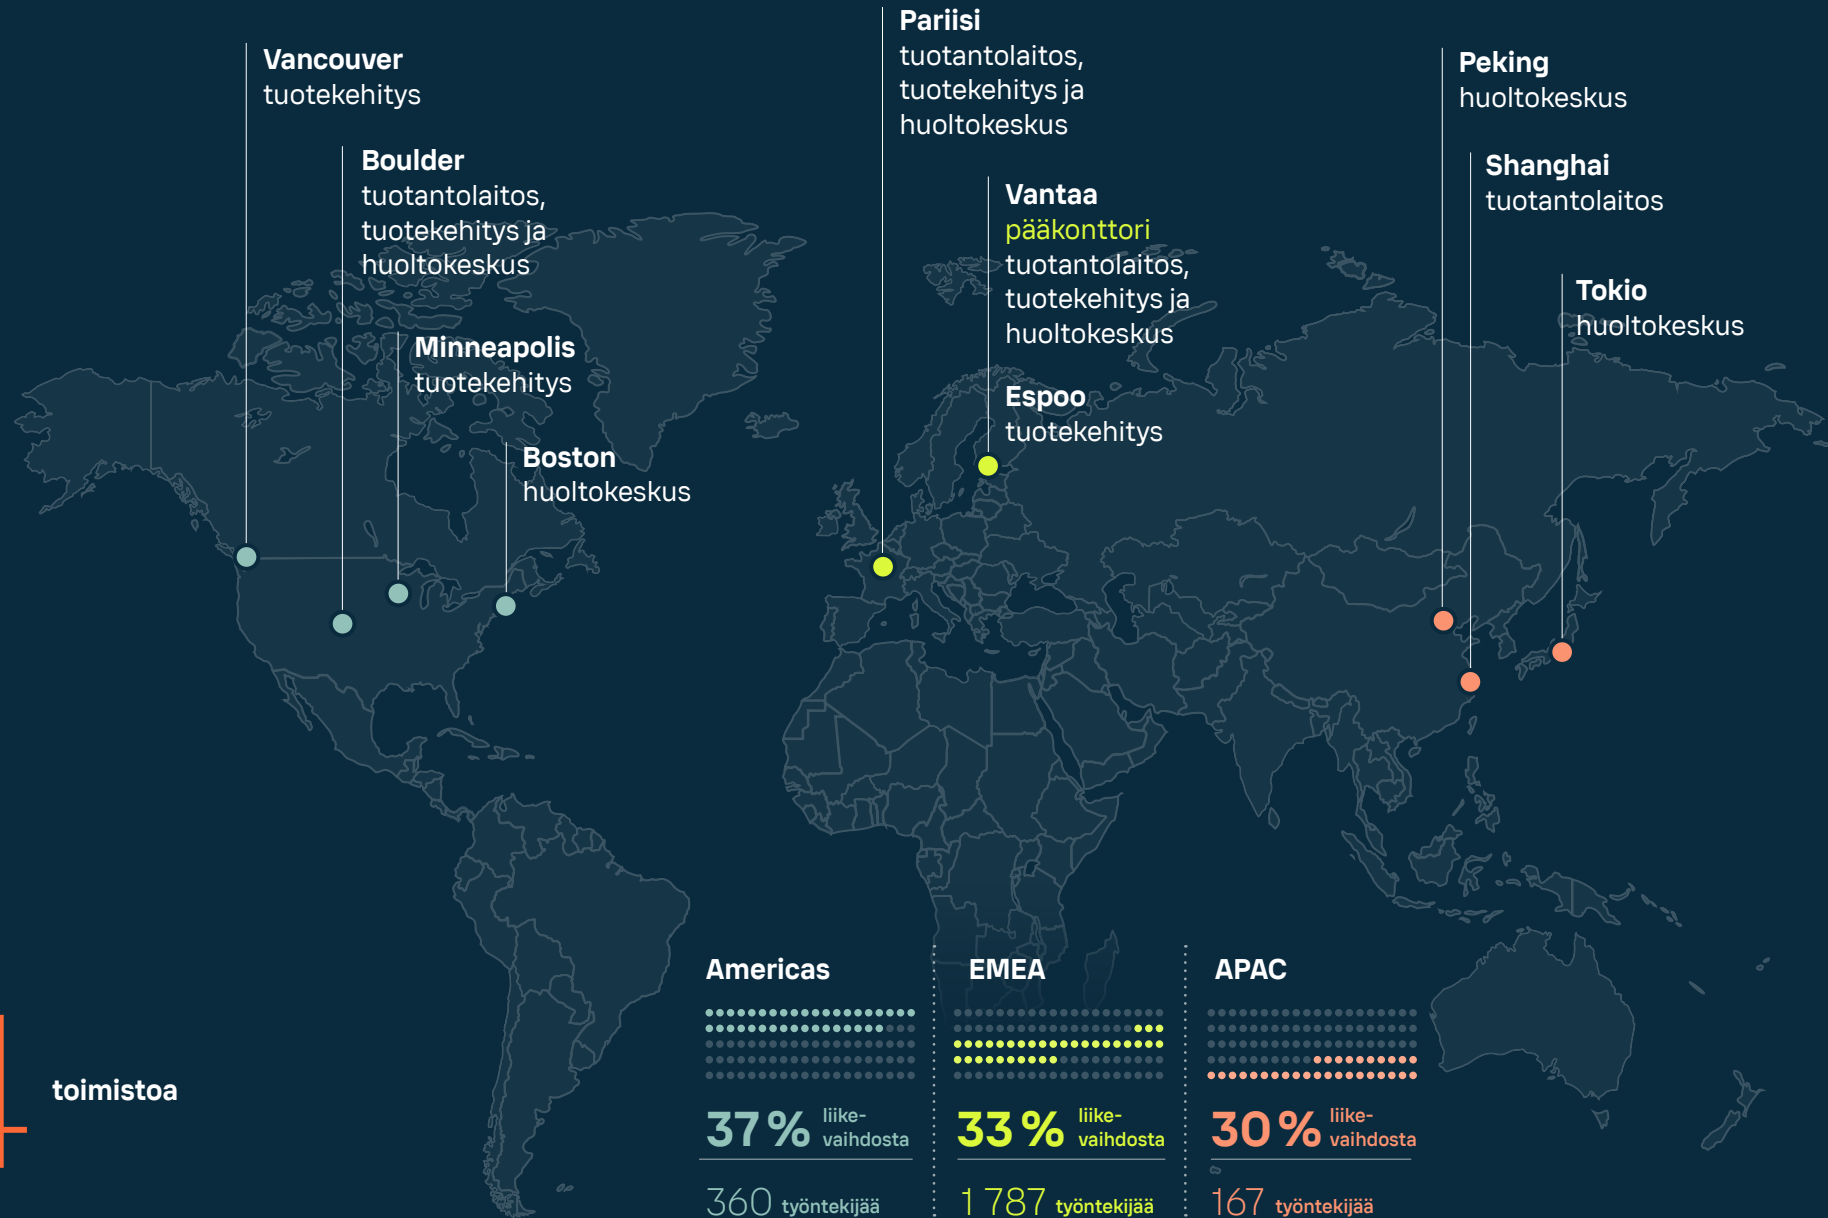 Vancouver
tuotekehitys
Boulder
tuotantolaitos,
tuotekehitys ja
huoltokeskus
Minneapolis
tuotekehitys
Boston
huoltokeskus
Pariisi
tuotantolaitos,
tuotekehitys ja
huoltokeskus
Vantaa
pääkonttori
tuotantolaitos,
tuotekehitys ja
huoltokeskus
Espoo
tuotekehitys
Peking
huoltokeskus
Shanghai
tuotantolaitos
Tokio
huoltokeskus
toimistoa
Americas
37 % liike-
vaihdosta
360 työntekijää
EMEA
33 % liike-
vaihdosta
1 787 työntekijää
APAC
30 % liike-
vaihdosta
167 työntekijää